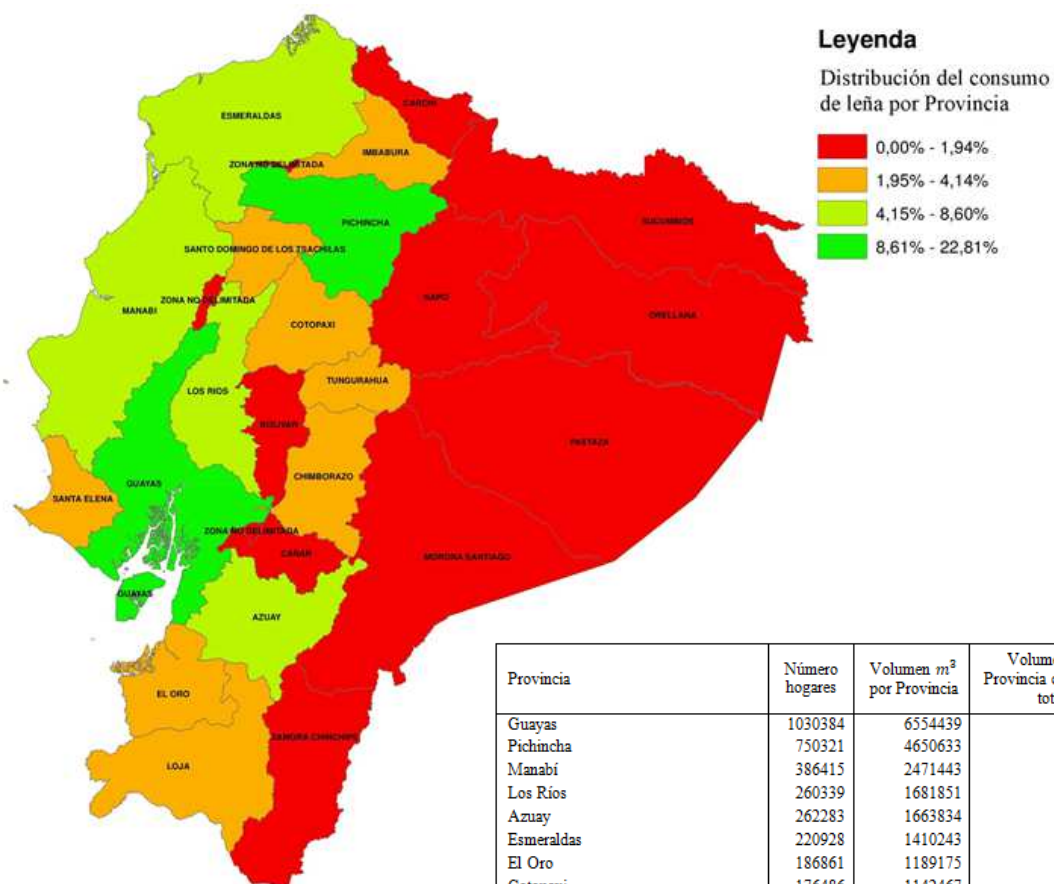 Leyenda
Distribución del consumo
de leña por Provincia
0,00% - 1,94%
1,95% - 4,14%
4,15% - 8,60%
8,61% - 22,81%
ESMERALDAS
CARCHI
IMBABURA
ZONA NO DELIMITADA
PICHINCHA
SUCUMBIOS
SANTO DOMINGO DE LOS TSACHILAS
ZONA NO DELIMITADA
NAPO
ORELLANA
MANABI
COTOPAXI
TUNGURAHUA
LOS RIOS
BOLIVAR
PASTAZA
CHIMBORAZO
GUAYAS
SANTA ELENA
ZONA NO DELIMITADA
CAÑAR
MORONA SANTIAGO
GUAYAS
AZUAY
EL ORO
ZAMORA CHINCHIPE
LOJA
Provincia Número hogares Volumen m³ por Provincia
Guayas 1030384 6554439
Pichincha 750321 4650633
Manabí 386415 2471443
Los Ríos 260339 1681851
Azuay 262283 1663834
Esmeraldas 220928 1410243
El Oro 186861 1189175